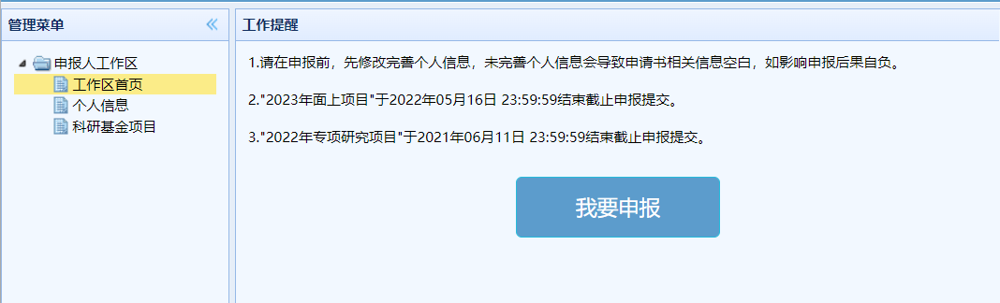 管理菜单
申报人工作区
工作区首页
个人信息
科研基金项目
工作提醒
1.请在申报前，先修改完善个人信息，未完善个人信息会导致申请书相关信息空白，如影响申报后果自负。
2."2023年面上项目"于2022年05月16日 23:59:59结束截止申报提交。
3."2022年专项研究项目"于2021年06月11日 23:59:59结束截止申报提交。
我要申报